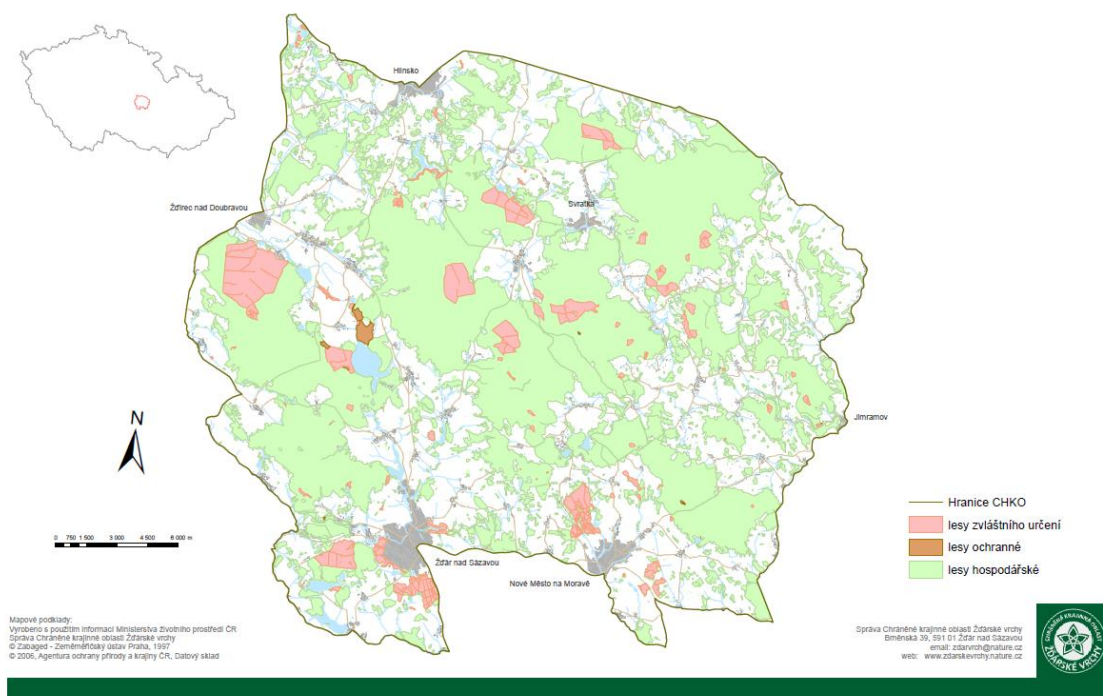 Hlinsko
Ždírec nad Doubravou
Svratka
Jimramov
N
0 750 1 500 3 000 4 500 6 000 m
Žďár nad Sázavou
Nové Město na Moravě
Hranice CHKO
lesy zvláštního určení
lesy ochranné
lesy hospodářské
Mapové podklady:
Vyrobeno s použitím informací Ministerstva životního prostředí ČR
Správa Chráněné krajinné oblasti Žďárské vrchy
© Zabaged - Zeměměřičský ústav Praha, 1997
© 2006, Agentura ochrany přírody a krajiny ČR, Datový sklad
Správa Chráněné krajinné oblasti Žďárské vrchy
Brněnská 39, 591 01 Žďár nad Sázavou
email: zdarvrch@nature.cz
web: www.zdarskevrchy.nature.cz
CHRÁNĚNÁ KRAJINNÁ OBLAST
ŽĎÁRSKÉ VRCHY